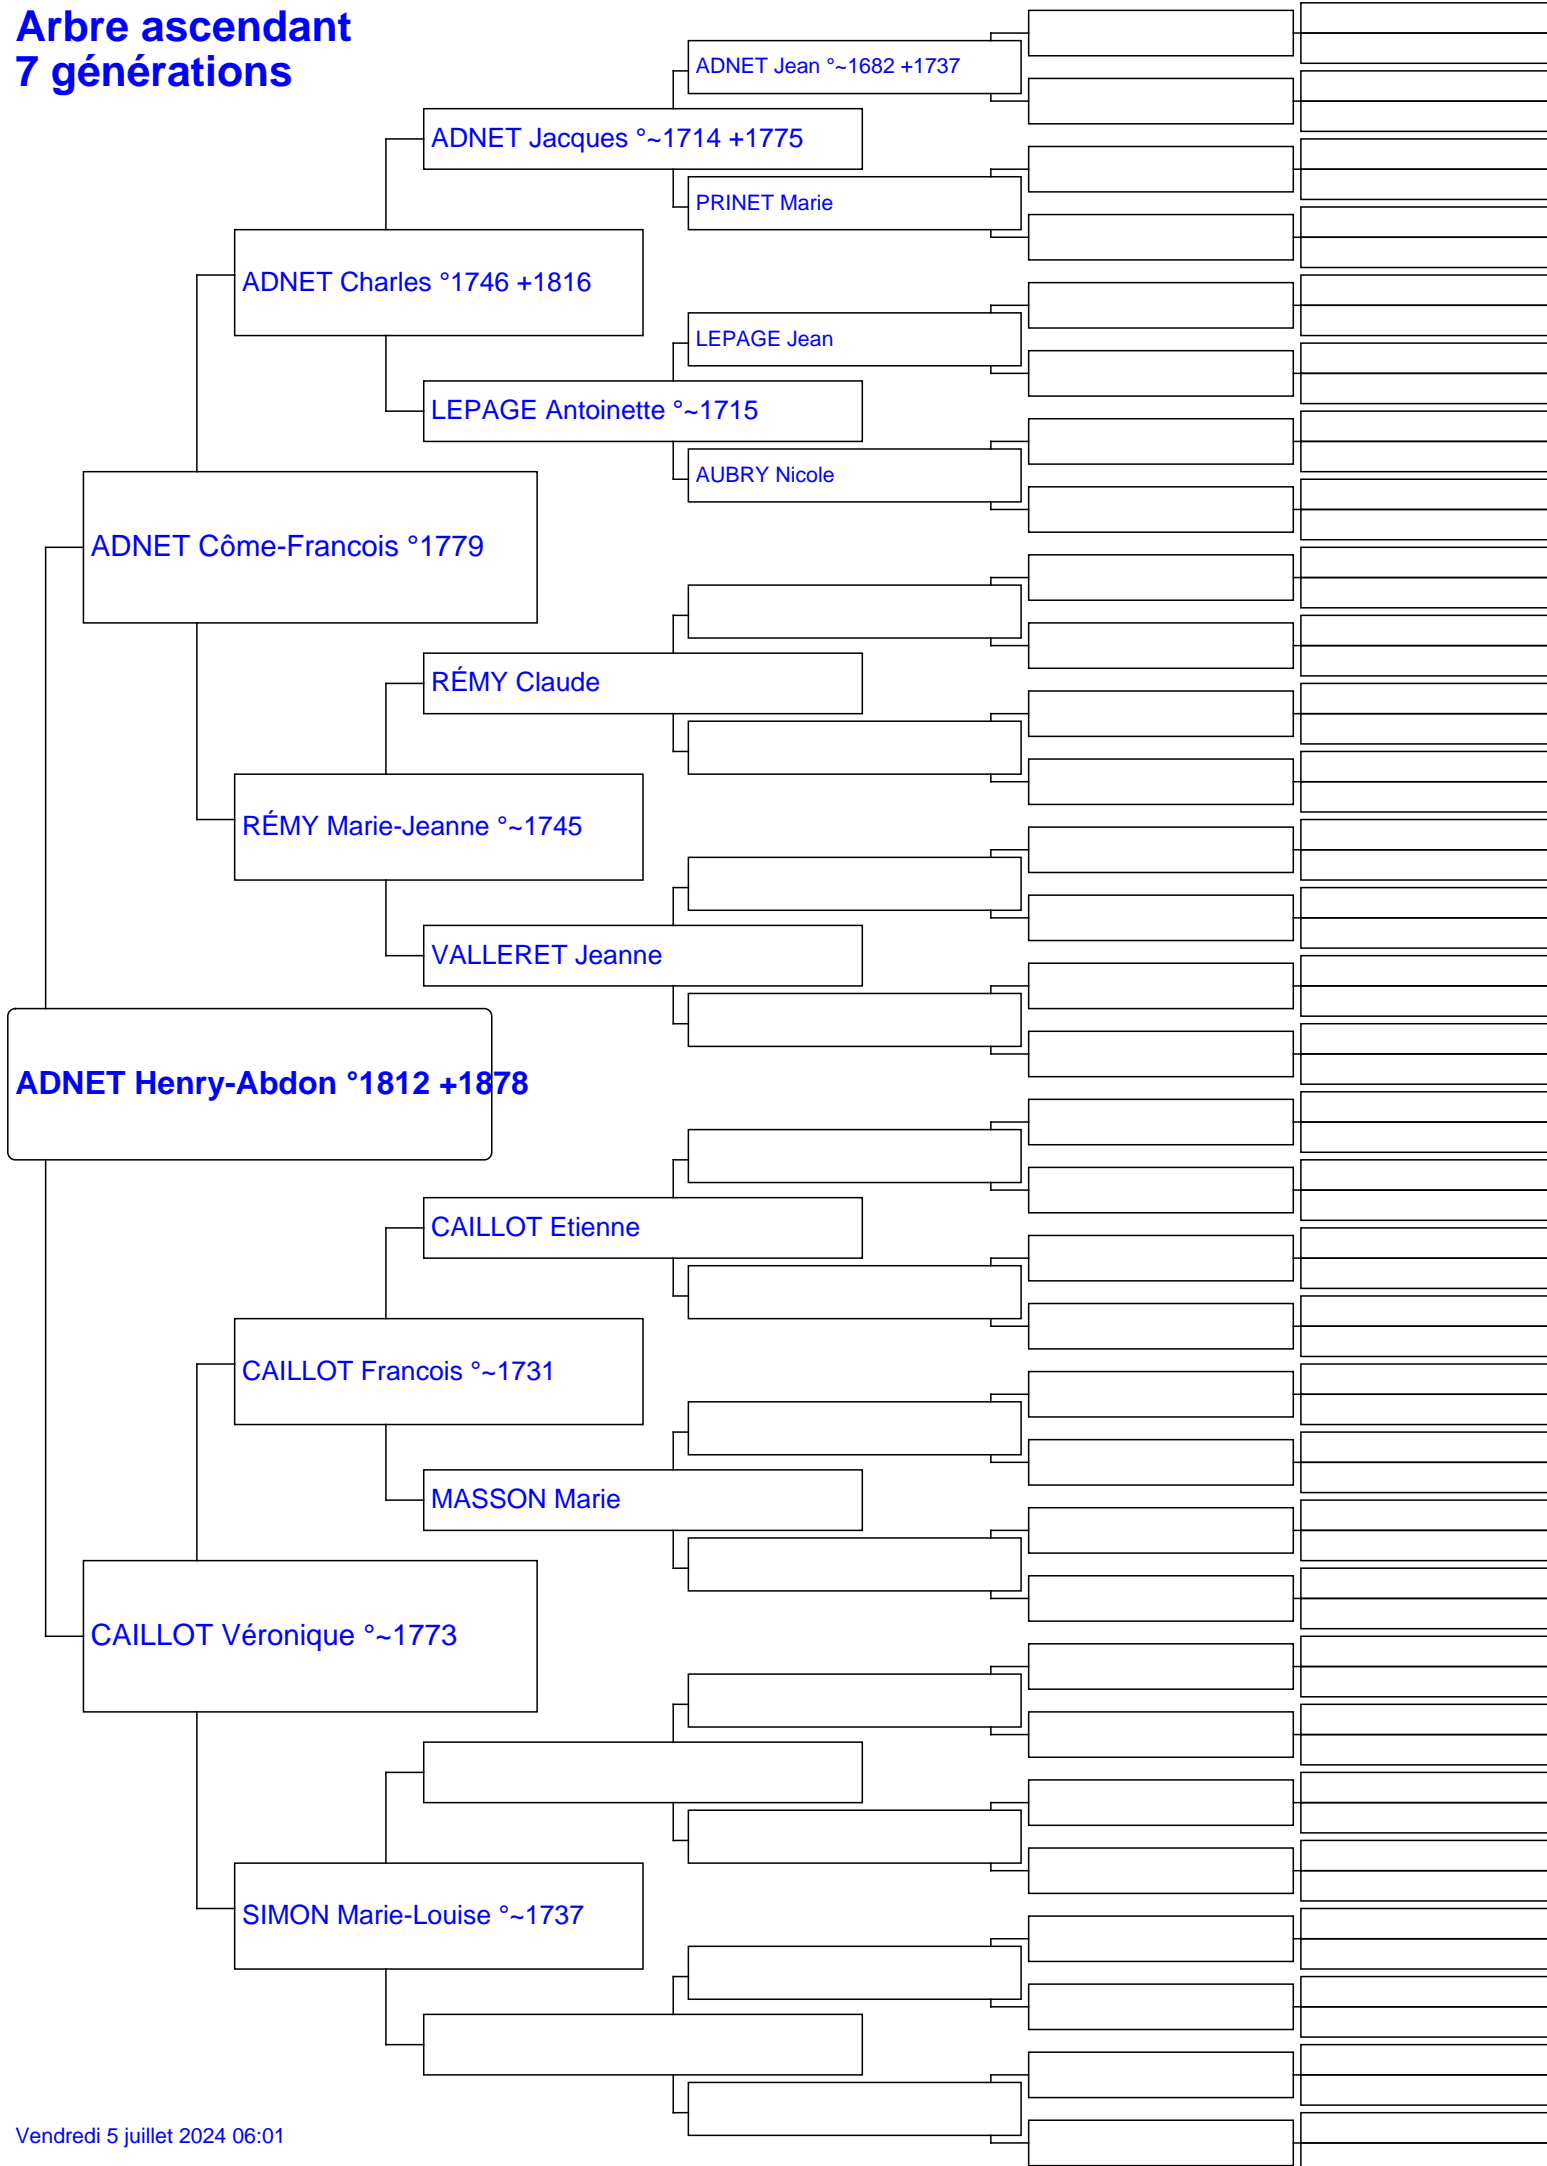 Arbre ascendant
7 générations
ADNET Jean °~1682 +1737
ADNET Jacques °~1714 +1775
PRINET Marie
ADNET Charles °1746 +1816
LEPAGE Jean
LEPAGE Antoinette °~1715
AUBRY Nicole
ADNET Côme-Francois °1779
RÉMY Claude
RÉMY Marie-Jeanne °~1745
VALLERET Jeanne
ADNET Henry-Abdon °1812 +1878
CAILLOT Etienne
CAILLOT Francois °~1731
MASSON Marie
CAILLOT Véronique °~1773
SIMON Marie-Louise °~1737
Vendredi 5 juillet 2024 06:01